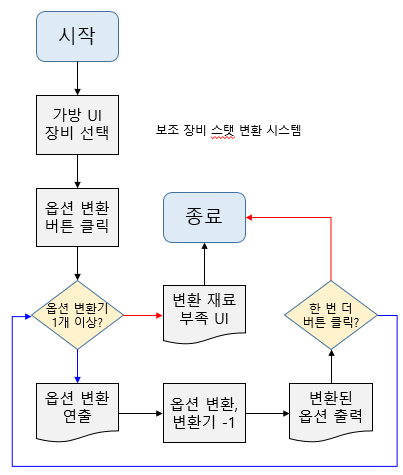 시작
가방 UI
장비 선택
보조 장비 스탯 변환 시스템
옵션 변환
버튼 클릭
종료
옵션 변환기
1개 이상?
변환 재료
부족 UI
한 번 더
버튼 클릭?
옵션 변환
연출
옵션 변환,
변환기 -1
변환된
옵션 출력